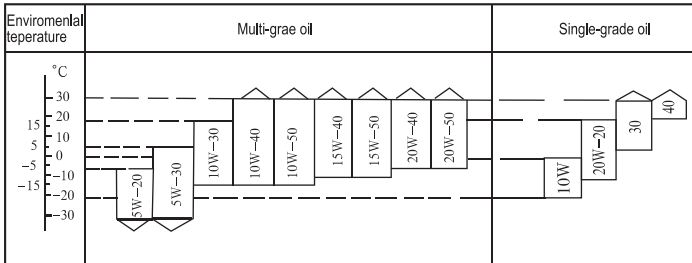 Enviromenlal
teperature
Multi-grae oil
Single-grade oil
°C
30
20
15
10
5
0
-5
-10
-15
-20
-30
5W-20
5W-30
10W-30
10W-40
10W-50
15W-40
15W-50
20W-40
20W-50
10W
20W-20
30
40